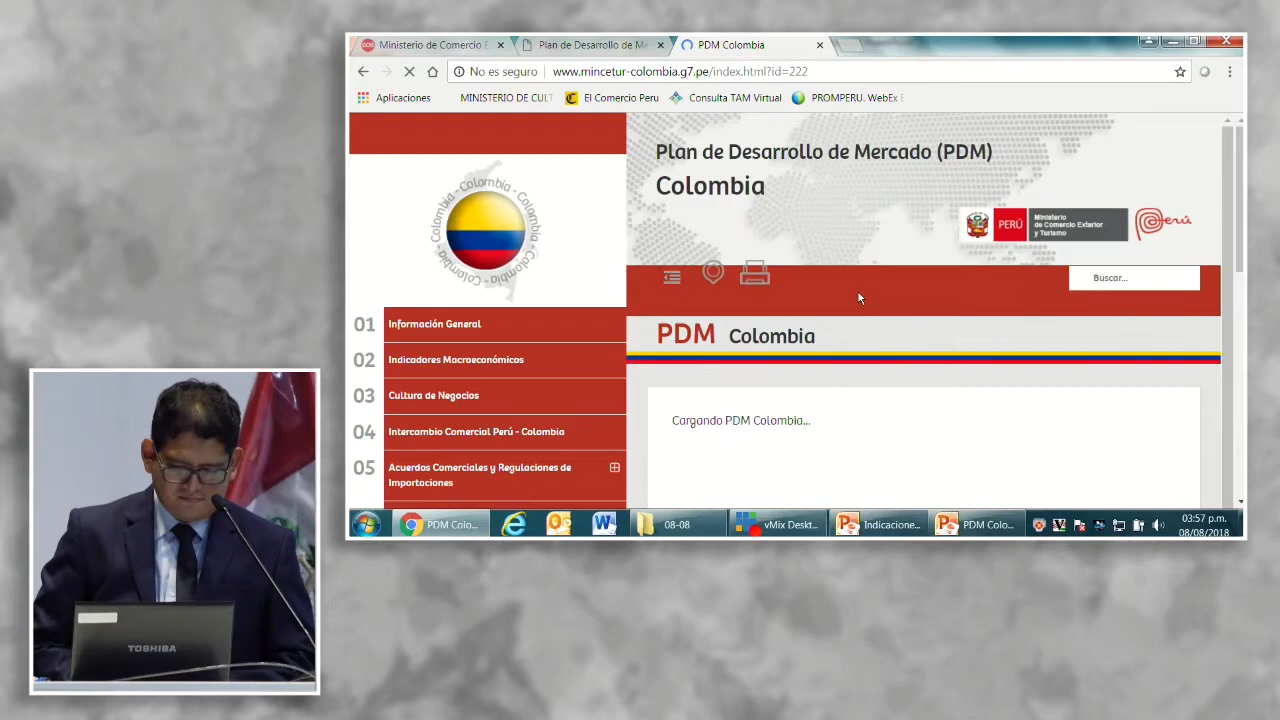 Ministerio de Comercio E
Plan de Desarrollo de Me
PDM Colombia
No es seguro
www.mincetur-colombia.g7.pe/index.html?id=222
Aplicaciones
MINISTERIO DE CULT
El Comercio Peru
Consulta TAM Virtual
PROMPERU. WebEx E
Colombia - Colombia - Colombia - Colombia -
Plan de Desarrollo de Mercado (PDM)
Colombia
PERÚ
Ministerio
de Comercio Exterior
y Turismo
Perú
Buscar...
PDM Colombia
Cargando PDM Colombia...
01 Información General
02 Indicadores Macroeconómicos
03 Cultura de Negocios
04 Intercambio Comercial Perú - Colombia
05 Acuerdos Comerciales y Regulaciones de
Importaciones
PDM Colo...
08-08
vMix Deskt...
Indicacione...
PDM Colo...
03:57 p.m.
08/08/2018
TOSHIBA